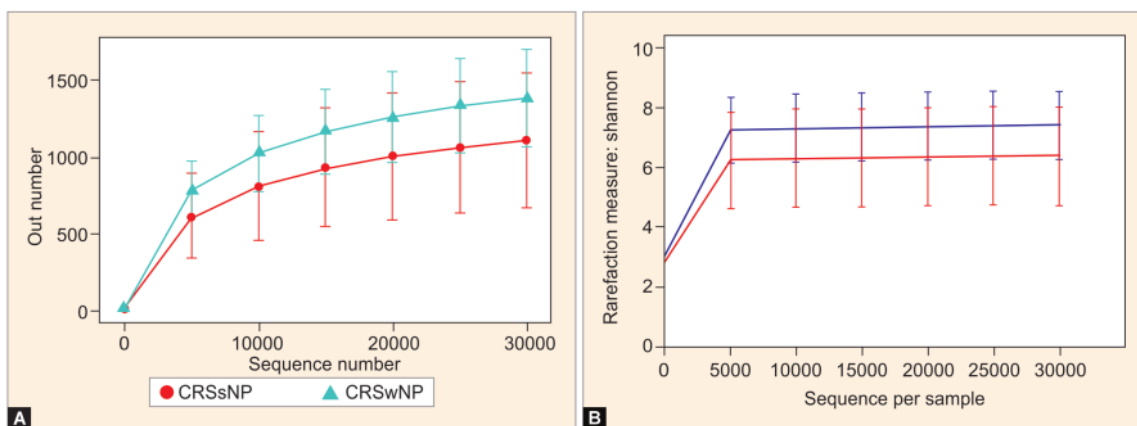 Out number
1500
1000
500
0
0 10000 20000 30000
Sequence number
CRSsNP CRSwNP
A
Rarefaction measure: shannon
10
8
6
4
2
0
0 5000 10000 15000 20000 25000 30000
Sequence per sample
B